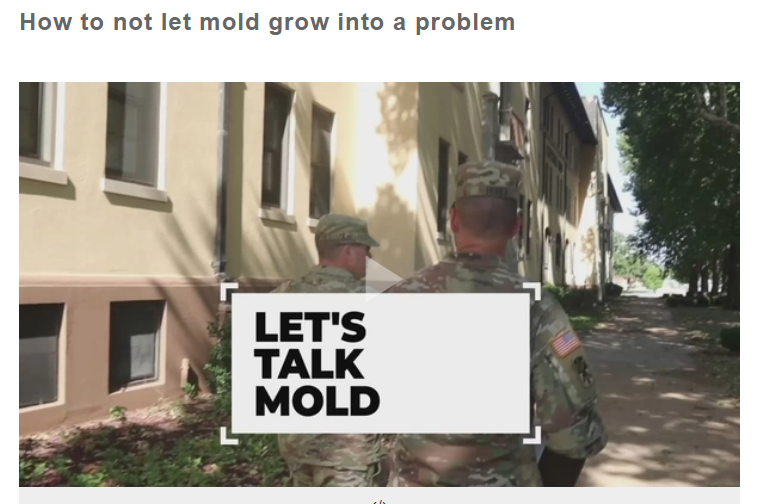 How to not let mold grow into a problem
LET'S
TALK
MOLD